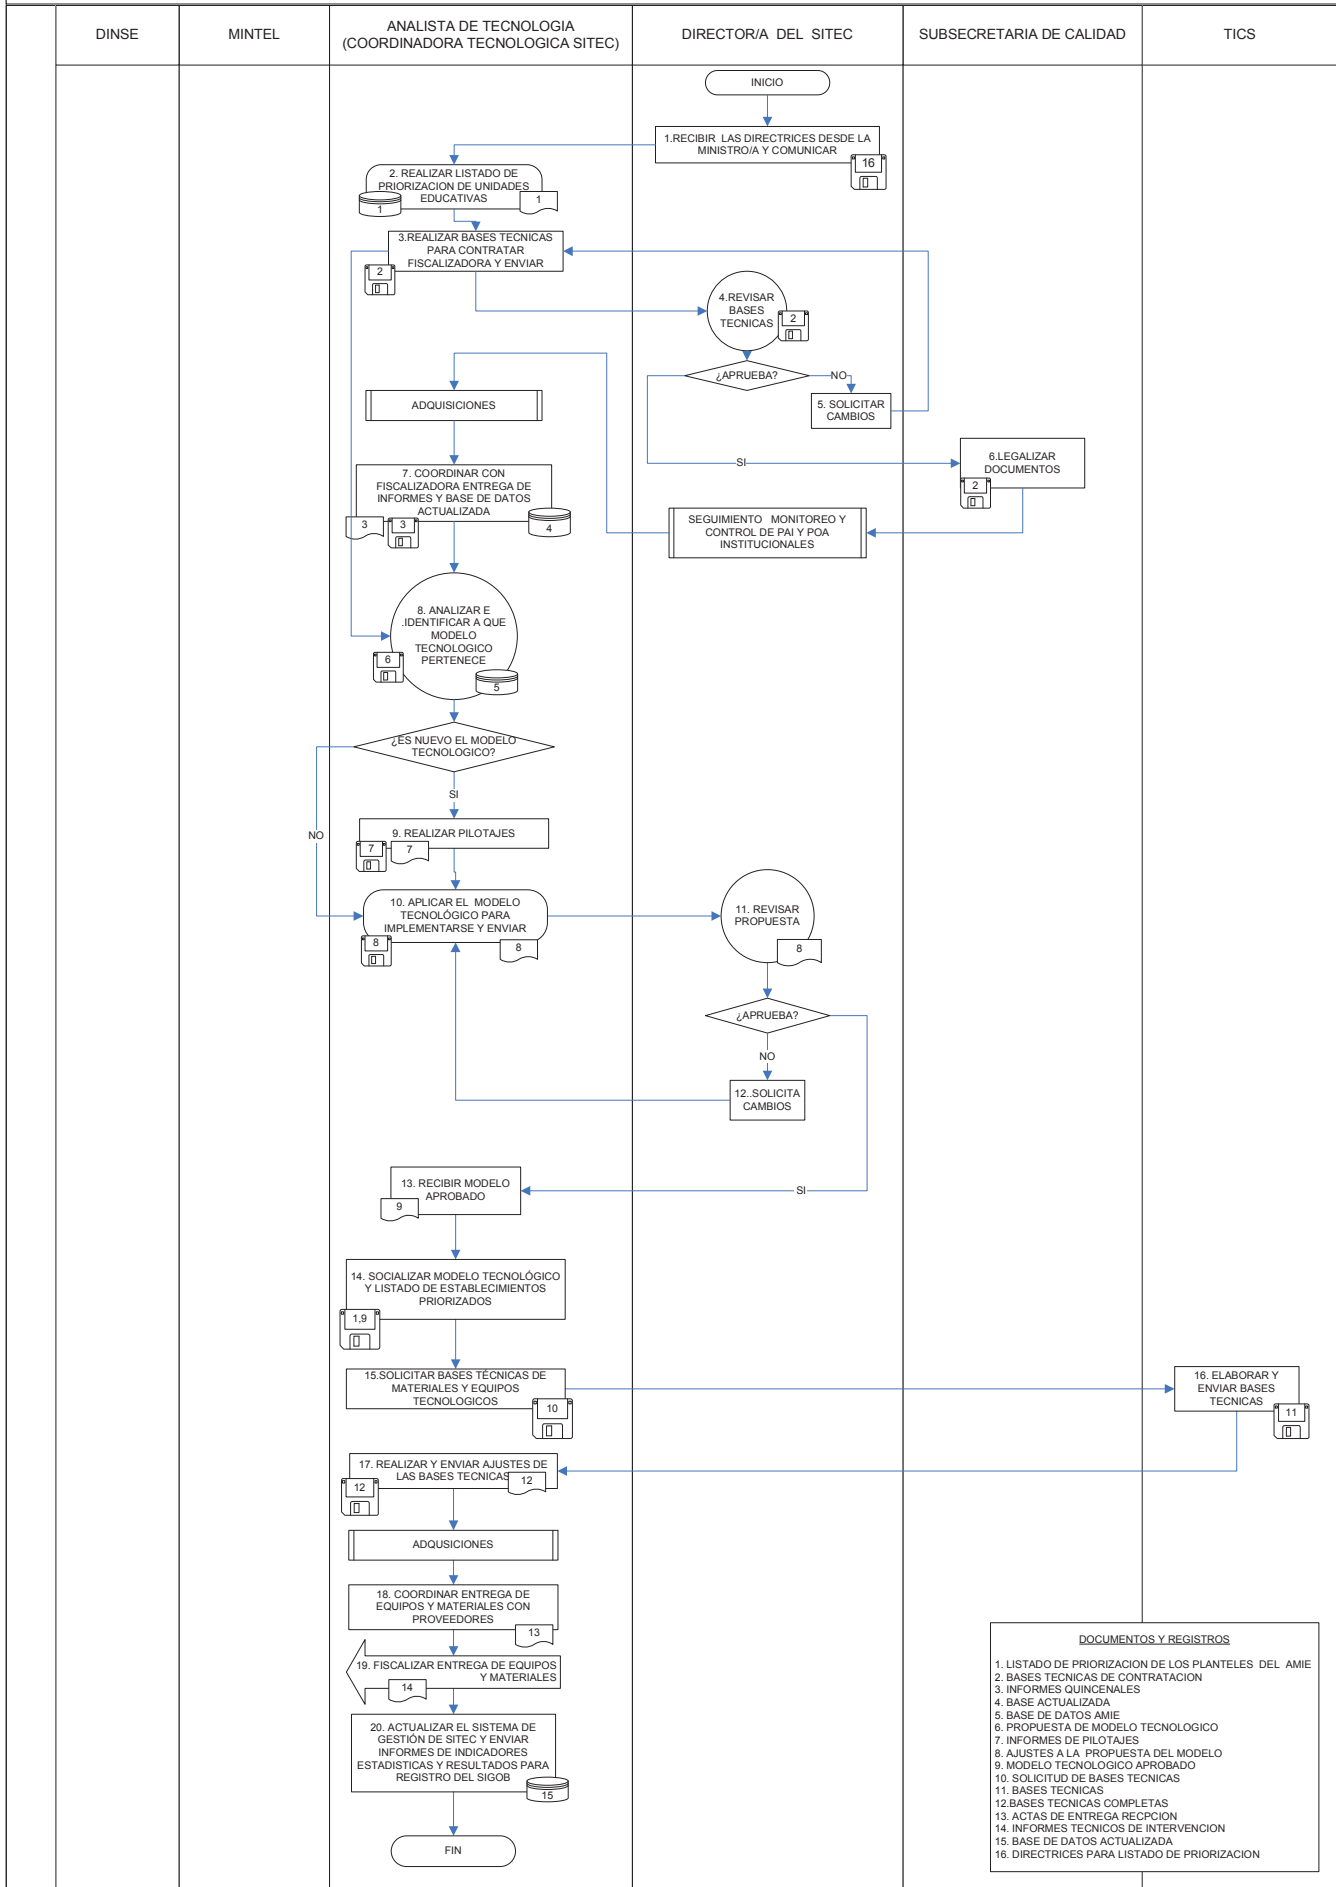 DINSE
MINTEL
ANALISTA DE TECNOLOGIA
(COORDINADORA TECNOLOGICA SITEC)
DIRECTOR/A DEL SITEC
SUBSECRETARIA DE CALIDAD
TICS
INICIO
1.RECIBIR LAS DIRECTRICES DESDE LA
MINISTRO/A Y COMUNICAR
16
2. REALIZAR LISTADO DE
PRIORIZACION DE UNIDADES
EDUCATIVAS
1
1
3.REALIZAR BASES TECNICAS
PARA CONTRATAR
FISCALIZADORA Y ENVIAR
2
4.REVISAR
BASES
TECNICAS
2
¿APRUEBA?
NO
5. SOLICITAR
CAMBIOS
ADQUISICIONES
SI
6.LEGALIZAR
DOCUMENTOS
2
7. COORDINAR CON
FISCALIZADORA ENTREGA DE
INFORMES Y BASE DE DATOS
ACTUALIZADA
3
3
4
SEGUIMIENTO MONITOREO Y
CONTROL DE PAI Y POA
INSTITUCIONALES
8. ANALIZAR E
.IDENTIFICAR A QUE
MODELO
TECNOLOGICO
PERTENECE
6
5
¿ES NUEVO EL MODELO
TECNOLOGICO?
SI
NO
9. REALIZAR PILOTAJES
7
7
10. APLICAR EL MODELO
TECNOLÓGICO PARA
IMPLEMENTARSE Y ENVIAR
8
8
11. REVISAR
PROPUESTA
8
¿APRUEBA?
NO
12..SOLICITA
CAMBIOS
13. RECIBIR MODELO
APROBADO
9
SI
14. SOCIALIZAR MODELO TECNOLÓGICO
Y LISTADO DE ESTABLECIMIENTOS
PRIORIZADOS
1,9
15.SOLICITAR BASES TÉCNICAS DE
MATERIALES Y EQUIPOS
TECNOLOGICOS
10
16. ELABORAR Y
ENVIAR BASES
TECNICAS
11
17. REALIZAR Y ENVIAR AJUSTES DE
LAS BASES TECNICAS
12
12
ADQUSICIONES
18. COORDINAR ENTREGA DE
EQUIPOS Y MATERIALES CON
PROVEEDORES
13
19. FISCALIZAR ENTREGA DE EQUIPOS
Y MATERIALES
14
20. ACTUALIZAR EL SISTEMA DE
GESTIÓN DE SITEC Y ENVIAR
INFORMES DE INDICADORES
ESTADISTICAS Y RESULTADOS PARA
REGISTRO DEL SIGOB
15
FIN
DOCUMENTOS Y REGISTROS
1. LISTADO DE PRIORIZACION DE LOS PLANTELES DEL AMIE
2. BASES TECNICAS DE CONTRATACION
3. INFORMES QUINCENALES
4. BASE ACTUALIZADA
5. BASE DE DATOS AMIE
6. PROPUESTA DE MODELO TECNOLOGICO
7. INFORMES DE PILOTAJES
8. AJUSTES A LA PROPUESTA DEL MODELO
9. MODELO TECNOLOGICO APROBADO
10. SOLICITUD DE BASES TECNICAS
11. BASES TECNICAS
12.BASES TECNICAS COMPLETAS
13. ACTAS DE ENTREGA RECPCION
14. INFORMES TECNICOS DE INTERVENCION
15. BASE DE DATOS ACTUALIZADA
16. DIRECTRICES PARA LISTADO DE PRIORIZACION